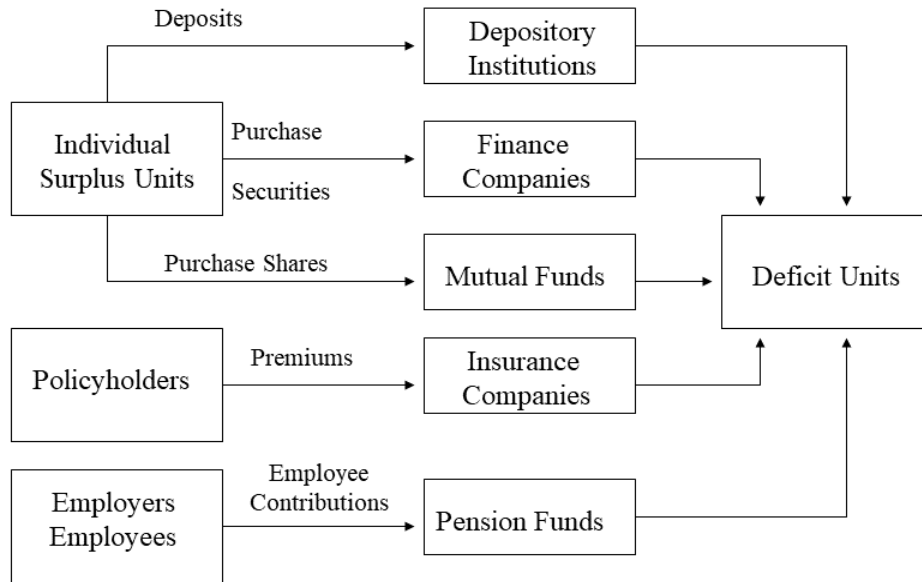 Deposits
Depository
Institutions
Individual
Surplus Units
Purchase
Securities
Finance
Companies
Purchase Shares
Mutual Funds
Deficit Units
Policyholders
Premiums
Insurance
Companies
Employers
Employees
Employee
Contributions
Pension Funds